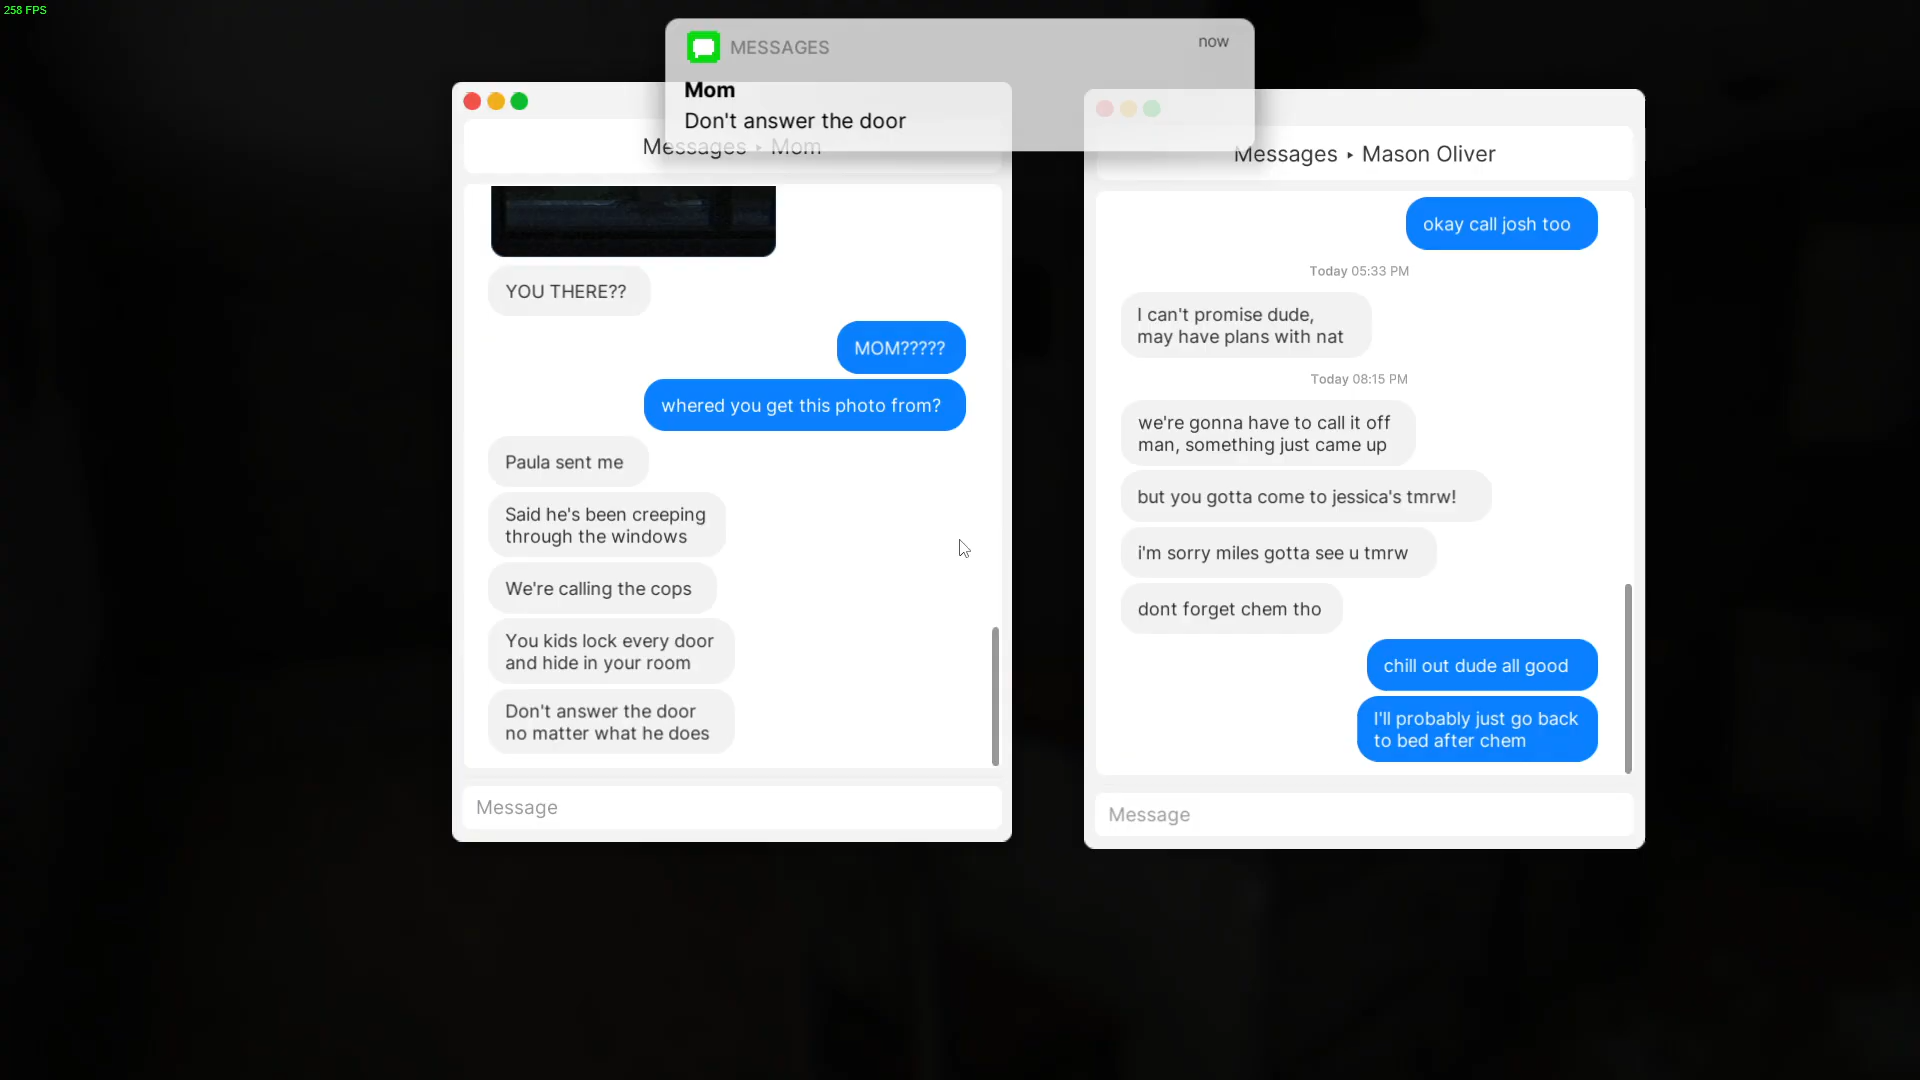 258 FPS
MESSAGES
now
Mom
Don't answer the door
Messages ▸ Mom
YOU THERE??
MOM?????
whered you get this photo from?
Paula sent me
Said he's been creeping
through the windows
We're calling the cops
You kids lock every door
and hide in your room
Don't answer the door
no matter what he does
Message
Messages ▸ Mason Oliver
okay call josh too
Today 05:33 PM
I can't promise dude,
may have plans with nat
Today 08:15 PM
we're gonna have to call it off
man, something just came up
but you gotta come to jessica's tmrw!
i'm sorry miles gotta see u tmrw
dont forget chem tho
chill out dude all good
I'll probably just go back
to bed after chem
Message